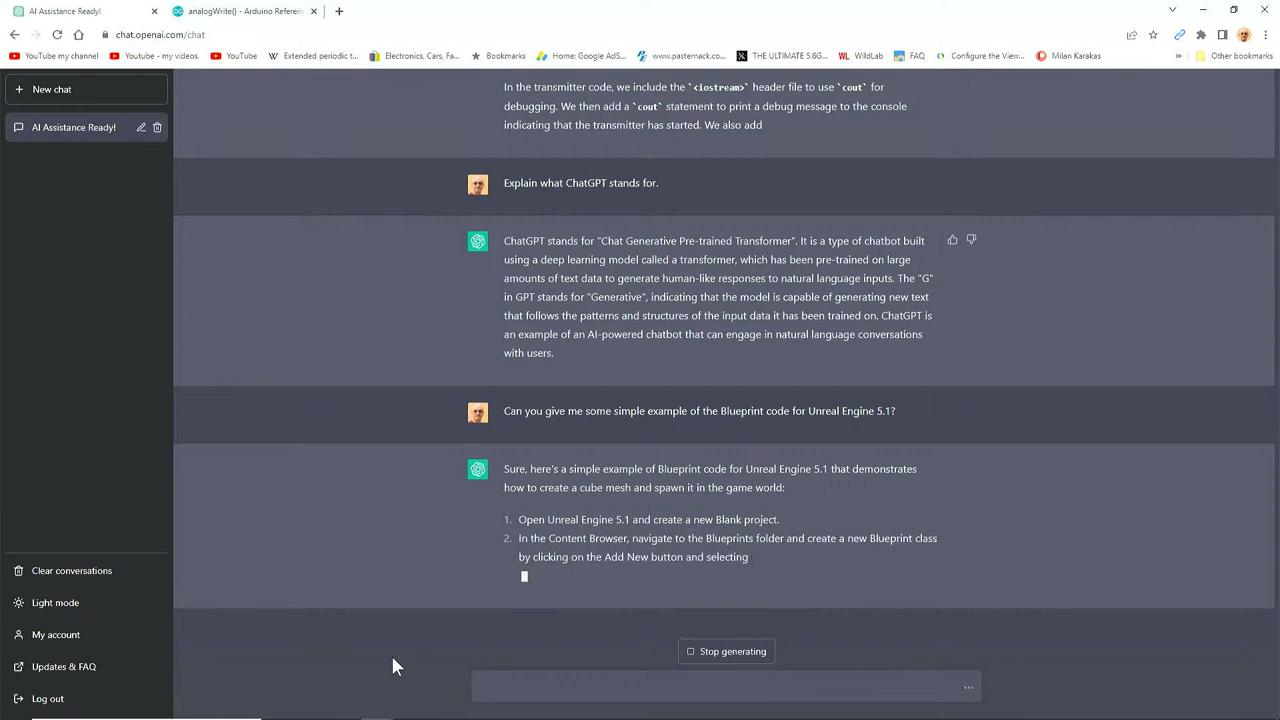 AI Assistance Ready!
analogWrite() - Arduino Referenc
chat.openai.com/chat
YouTube my channel
Youtube - my videos.
YouTube
Extended periodic t...
Electronics, Cars, Fa...
Bookmarks
Home: Google AdS...
www.pasternack.co...
THE ULTIMATE 5.8G...
WL WildLab
FAQ
Configure the View...
Milan Karakas
»
Other bookmarks
New chat
AI Assistance Ready!
In the transmitter code, we include the `<iostream>` header file to use `cout` for
debugging. We then add a `cout` statement to print a debug message to the console
indicating that the transmitter has started. We also add
Explain what ChatGPT stands for.
ChatGPT stands for "Chat Generative Pre-trained Transformer". It is a type of chatbot built
using a deep learning model called a transformer, which has been pre-trained on large
amounts of text data to generate human-like responses to natural language inputs. The "G"
in GPT stands for "Generative", indicating that the model is capable of generating new text
that follows the patterns and structures of the input data it has been trained on. ChatGPT is
an example of an AI-powered chatbot that can engage in natural language conversations
with users.
Can you give me some simple example of the Blueprint code for Unreal Engine 5.1?
Sure, here's a simple example of Blueprint code for Unreal Engine 5.1 that demonstrates
how to create a cube mesh and spawn it in the game world:
1. Open Unreal Engine 5.1 and create a new Blank project.
2. In the Content Browser, navigate to the Blueprints folder and create a new Blueprint class
by clicking on the Add New button and selecting
Clear conversations
Light mode
My account
Updates & FAQ
Log out
Stop generating
...